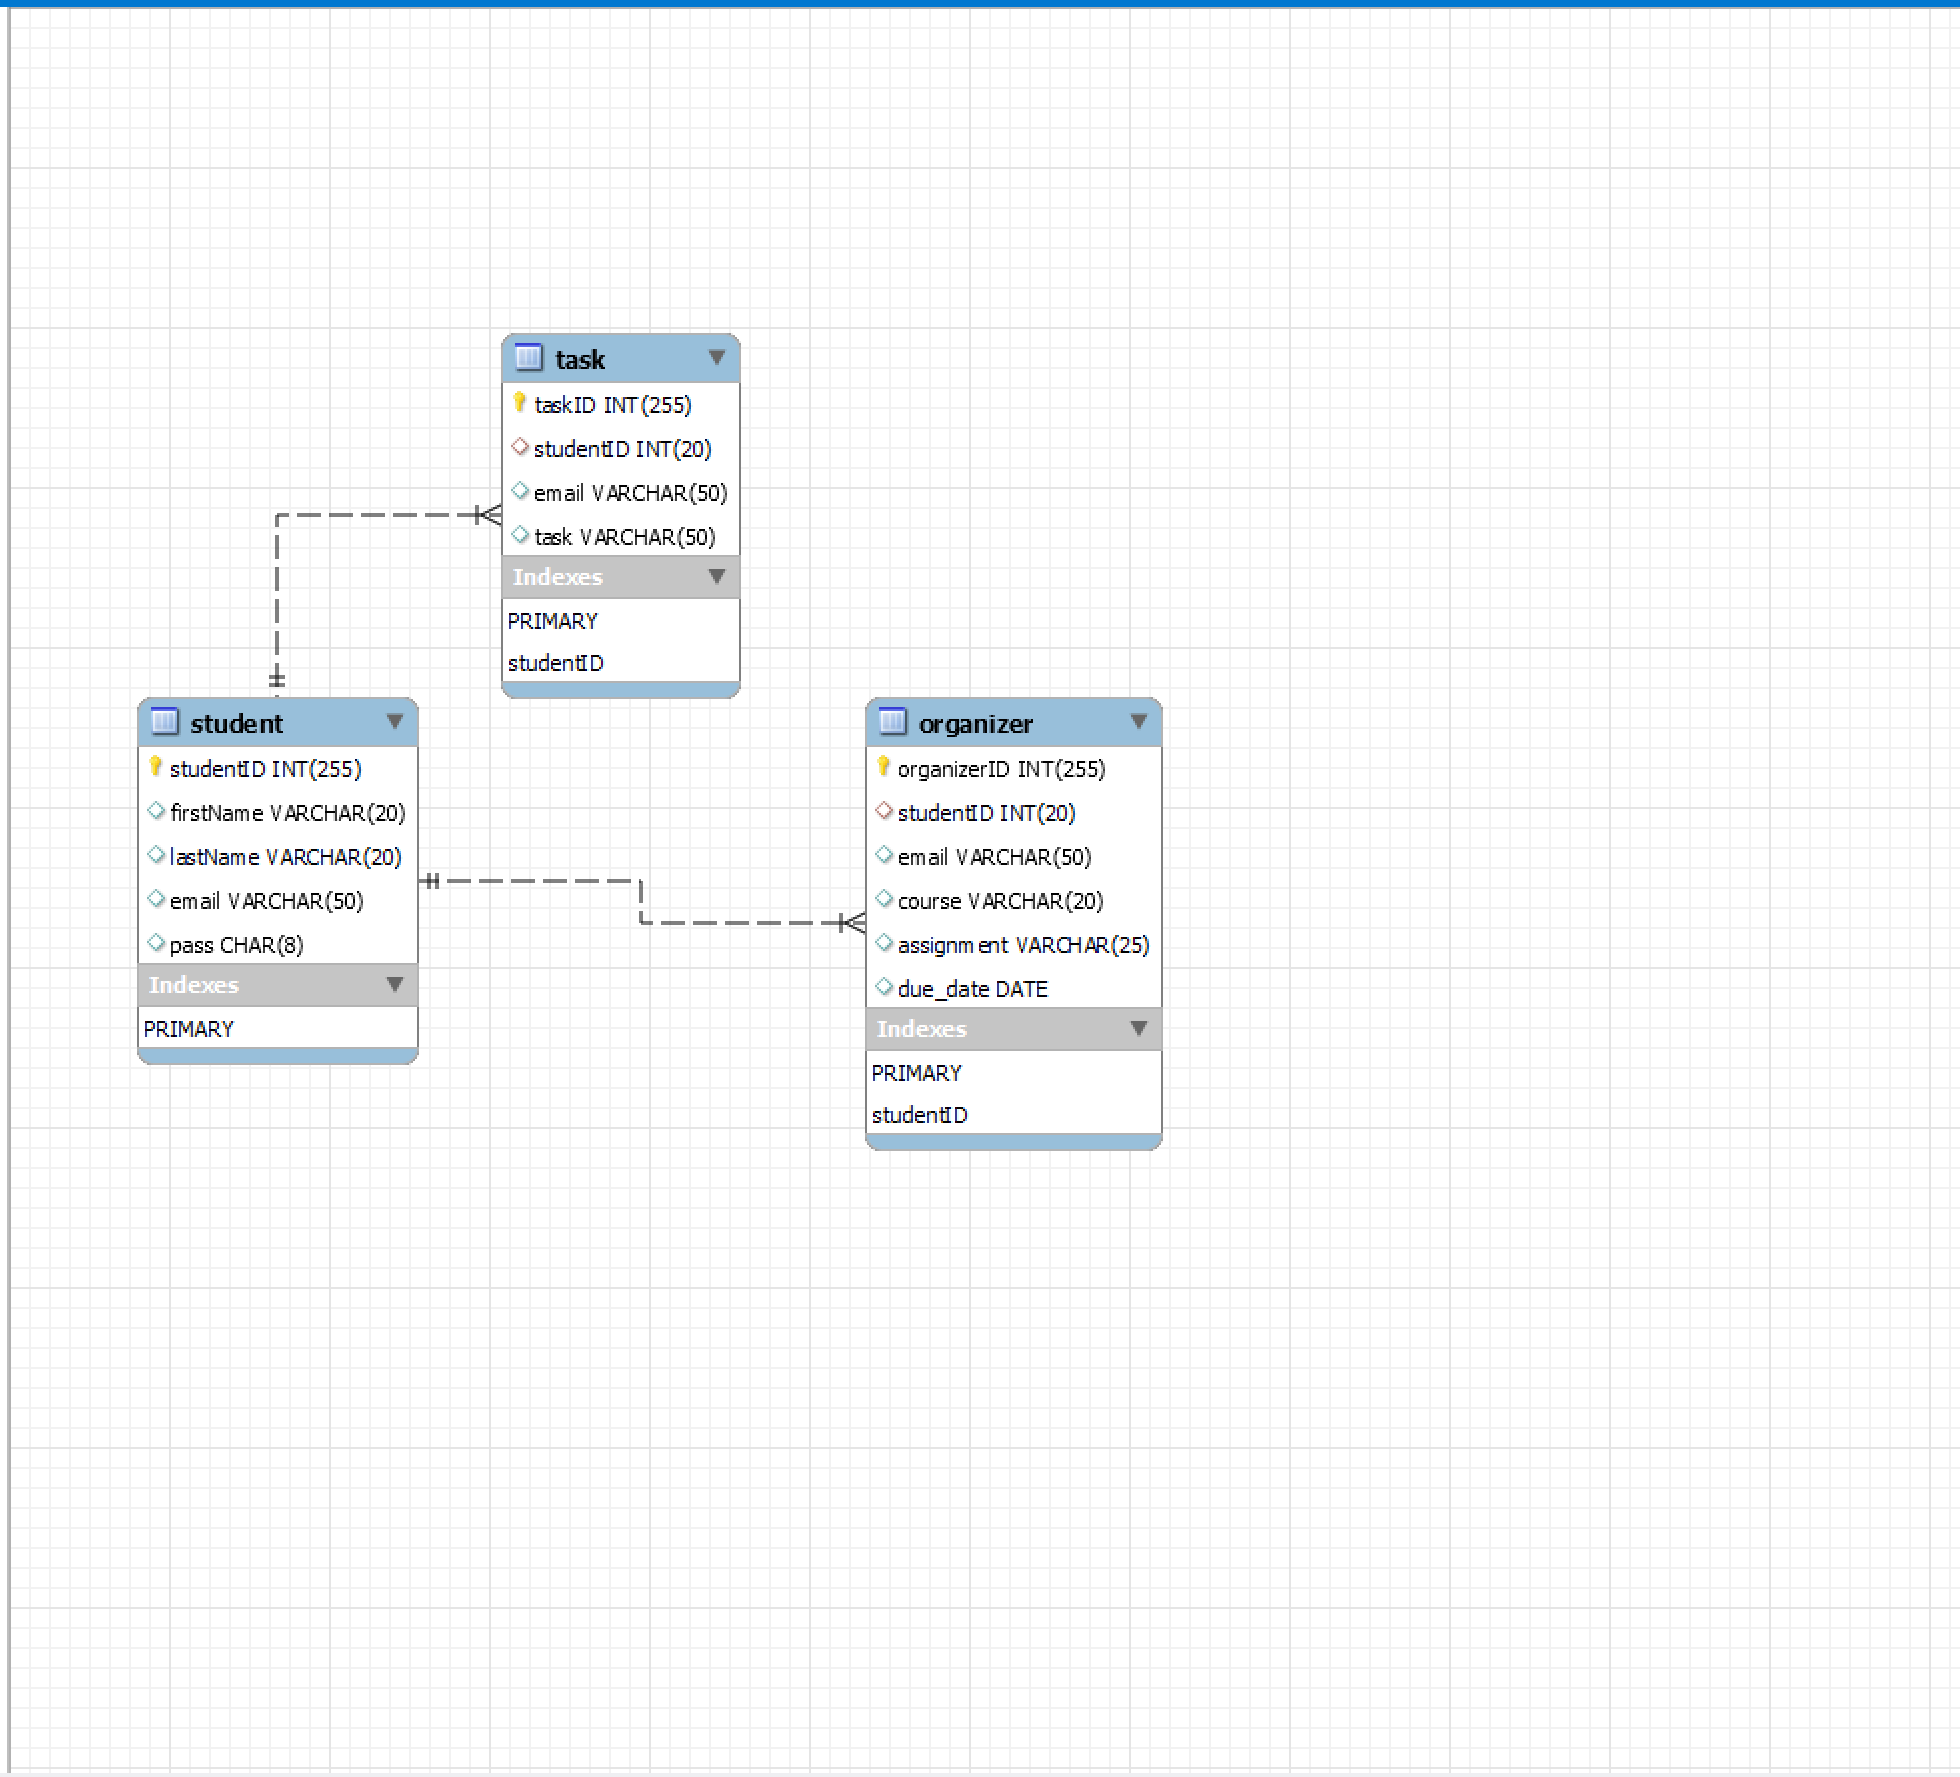 task
taskID INT(255)
studentID INT(20)
email VARCHAR(50)
task VARCHAR(50)
Indexes
PRIMARY
studentID
student
studentID INT(255)
firstName VARCHAR(20)
lastName VARCHAR(20)
email VARCHAR(50)
pass CHAR(8)
Indexes
PRIMARY
organizer
organizerID INT(255)
studentID INT(20)
email VARCHAR(50)
course VARCHAR(20)
assignment VARCHAR(25)
due_date DATE
Indexes
PRIMARY
studentID